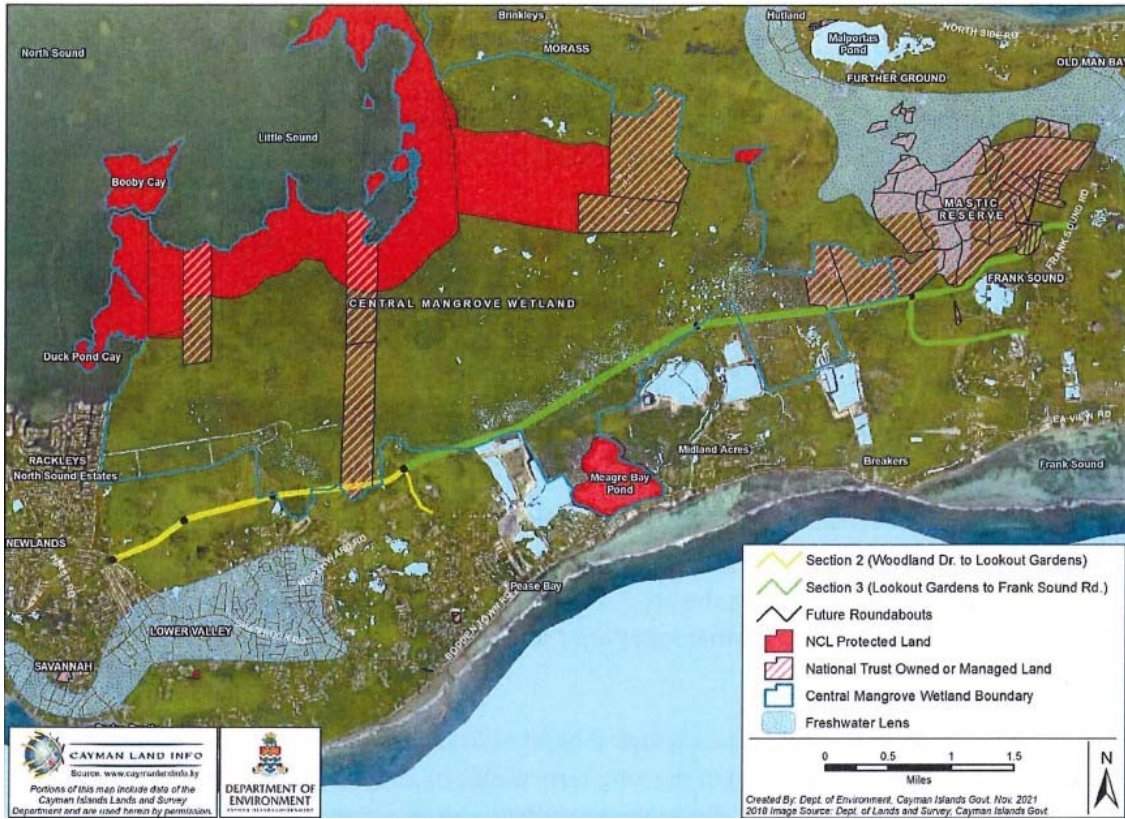 North Sound
Brinkleys
MORASS
Hutland
Malportas
Pond
NORTH SIDE RD
FURTHER GROUND
OLD MAN BAY
Little Sound
Booby Cay
MASTIC
RESERVE
FRANK SOUND RD
CENTRAL MANGROVE WETLAND
FRANK SOUND
Duck Pond Cay
RACKLEYS
North Sound Estates
Meagre Bay
Pond
Midland Acres
Breakers
EA VIEW RD
Frank Sound
NEWLANDS
Pease Bay
LOWER VALLEY
SAVANNAH
Section 2 (Woodland Dr. to Lookout Gardens)
Section 3 (Lookout Gardens to Frank Sound Rd.)
Future Roundabouts
NCL Protected Land
National Trust Owned or Managed Land
Central Mangrove Wetland Boundary
Freshwater Lens
0 0.5 1 1.5
Miles
N
Created By: Dept. of Environment, Cayman Islands Govt. Nov. 2021
2018 Image Source: Dept. of Lands and Survey, Cayman Islands Govt.
CAYMAN LAND INFO
Source. www.caymanlandinfo.ky
Portions of this map include data of the
Cayman Islands Lands and Survey
Department and are used herein by permission.
DEPARTMENT OF
ENVIRONMENT
CAYMAN ISLANDS GOVERNMENT